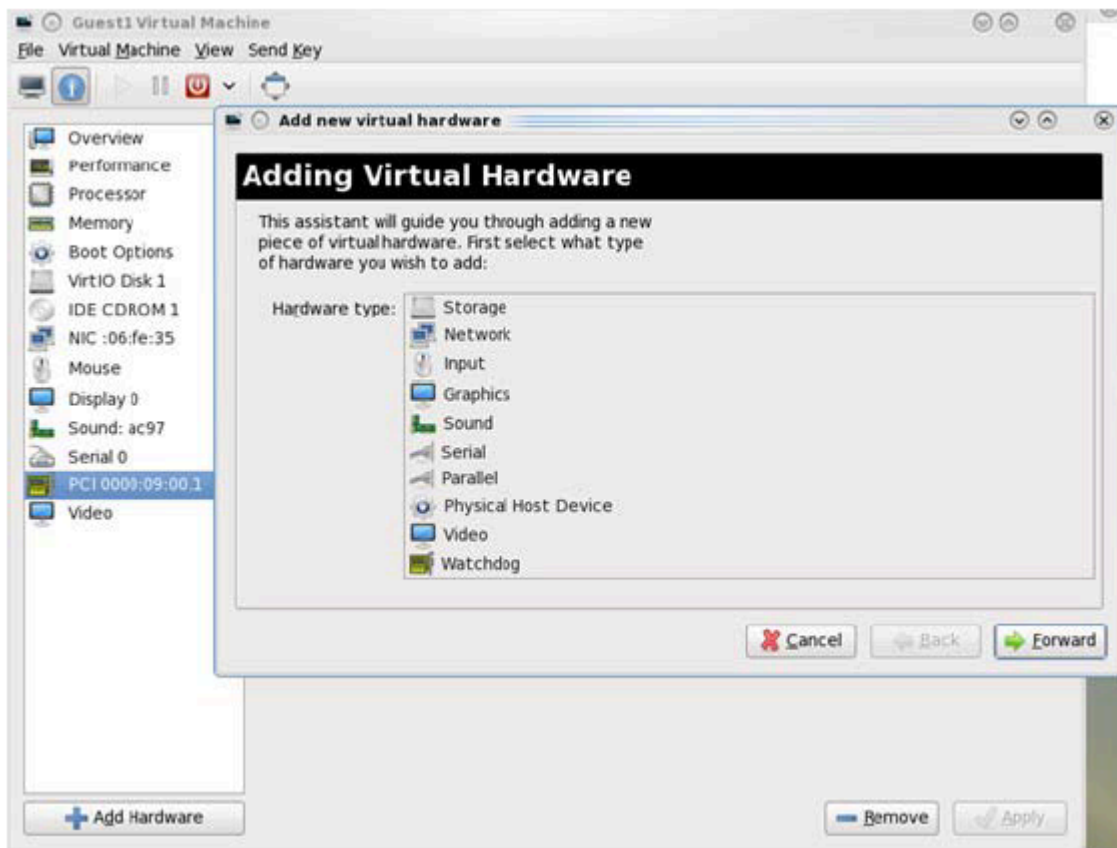 Guest1 Virtual Machine
File Virtual Machine View Send Key
Overview
Performance
Processor
Memory
Boot Options
VirtIO Disk 1
IDE CDROM 1
NIC :06:fe:35
Mouse
Display 0
Sound: ac97
Serial 0
PCI 0000:09:00.1
Video
Add Hardware
Add new virtual hardware
Adding Virtual Hardware
This assistant will guide you through adding a new
piece of virtual hardware. First select what type
of hardware you wish to add:
Hardware type:
Storage
Network
Input
Graphics
Sound
Serial
Parallel
Physical Host Device
Video
Watchdog
Cancel Back Forward
Remove Apply